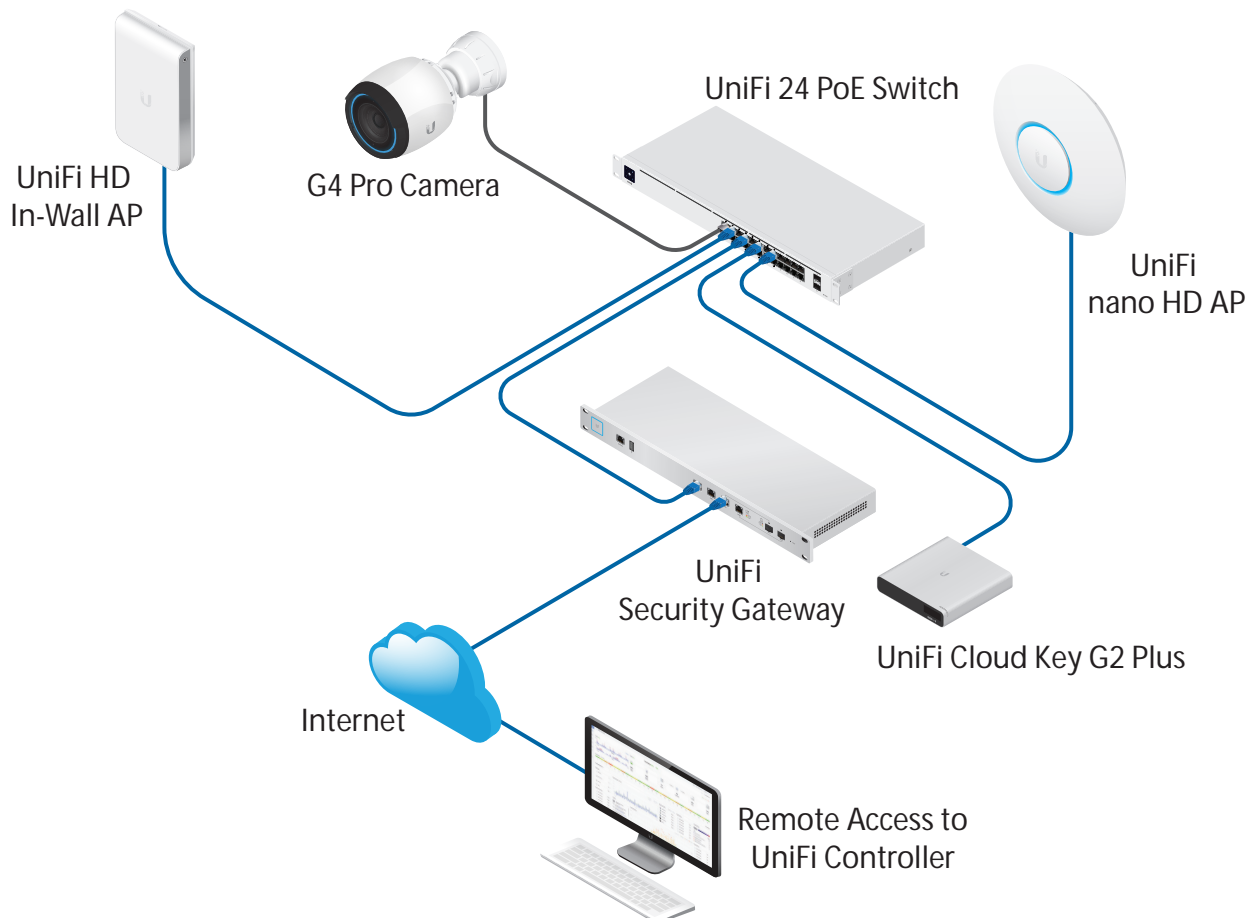 UniFi 24 PoE Switch
UniFi HD
In-Wall AP
G4 Pro Camera
UniFi
nano HD AP
UniFi
Security Gateway
UniFi Cloud Key G2 Plus
Internet
Remote Access to
UniFi Controller